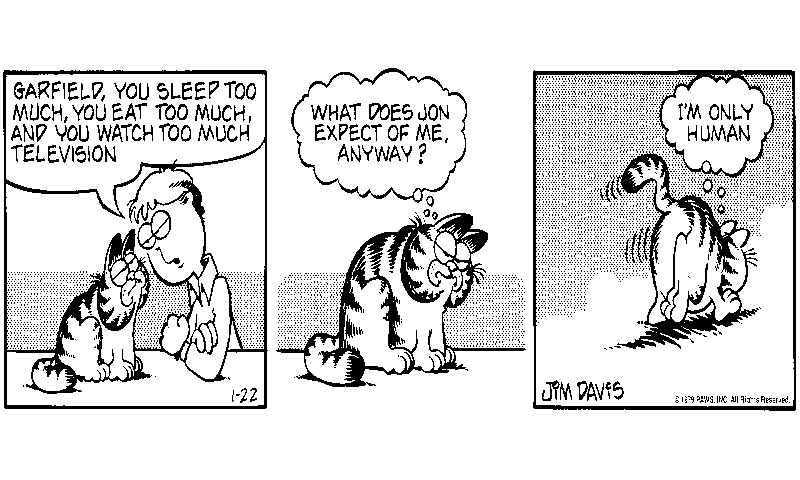 GARFIELD, YOU SLEEP TOO
MUCH, YOU EAT TOO MUCH,
AND YOU WATCH TOO MUCH
TELEVISION
1-22
WHAT DOES JON
EXPECT OF ME,
ANYWAY?
I'M ONLY
HUMAN
JIM DAVIS
© 1979 PAWS, INC. All Rights Reserved.